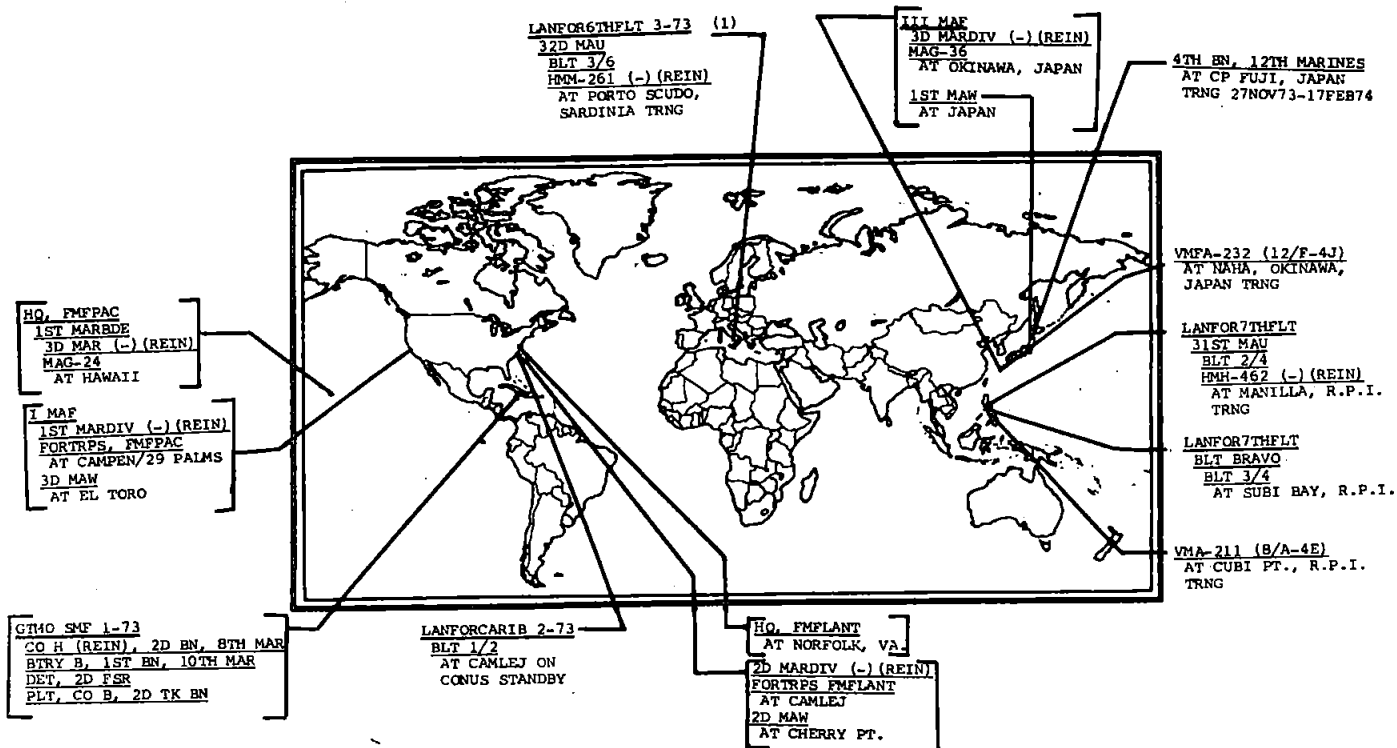 LANFOR6THFLT 3-73 (1)
32D MAU
BLT 3/6
HMM-261 (-) (REIN)
AT PORTO SCUDO,
SARDINIA TRNG
III MAF
3D MARDIV (-) (REIN)
MAG-36
AT OKINAWA, JAPAN
1ST MAW
AT JAPAN
4TH BN, 12TH MARINES
AT CP FUJI, JAPAN
TRNG 27NOV73-17FEB74
VMFA-232 (12/F-4J)
AT NAHA, OKINAWA,
JAPAN TRNG
LANFOR7THFLT
31ST MAU
BLT 2/4
HMH-462 (-) (REIN)
AT MANILLA, R.P.I.
TRNG
LANFOR7THFLT
BLT BRAVO
BLT 3/4
AT SUBI BAY, R.P.I.
VMA-211 (8/A-4E)
AT CUBI PT., R.P.I.
TRNG
HQ, FMFPAC
1ST MARBDE
3D MAR (-) (REIN)
MAG-24
AT HAWAII
I MAF
1ST MARDIV (-) (REIN)
FORTRPS, FMFPAC
AT CAMPEN/29 PALMS
3D MAW
AT EL TORO
GTMO SMF 1-73
CO H (REIN), 2D BN, 8TH MAR
BTRY B, 1ST BN, 10TH MAR
DET, 2D FSR
PLT, CO B, 2D TK BN
LANFORCARIB 2-73
BLT 1/2
AT CAMLEJ ON
CONUS STANDBY
HQ, FMFLANT
AT NORFOLK, VA.
2D MARDIV (-) (REIN)
FORTRPS FMFLANT
AT CAMLEJ
2D MAW
AT CHERRY PT.